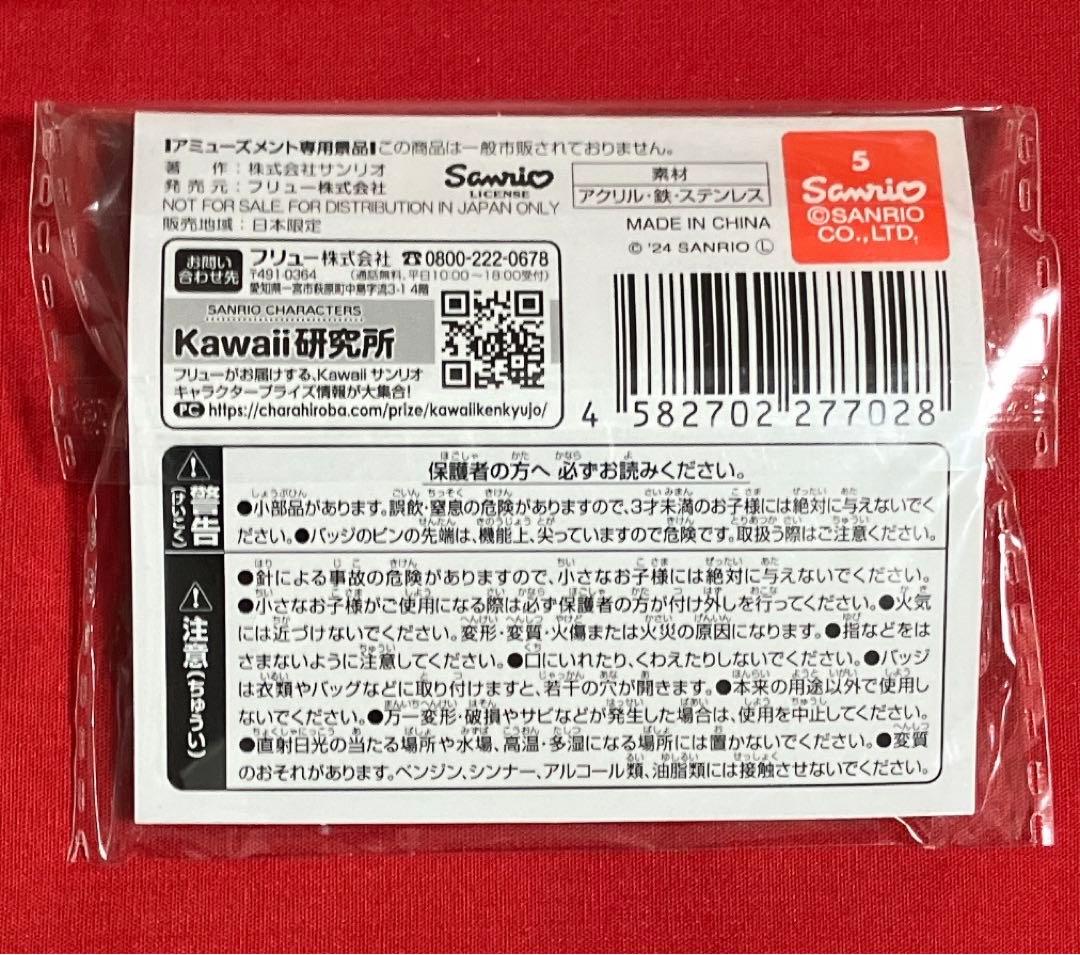 アミューズメント専用景品 この商品は一般市販されておりません。
著作：株式会社サンリオ
発売元：フリュー株式会社
Sanrio
LICENSE
NOT FOR SALE, FOR DISTRIBUTION IN JAPAN ONLY
販売地域：日本限定
素材
アクリル・鉄・ステンレス
MADE IN CHINA
© '24 SANRIO Ⓛ
5
Sanrio
©SANRIO
CO.,LTD.
お問い
合わせ先
フリュー株式会社 ☎0800-222-0678
〒491-0364 (通話無料、平日10:00～18:00受付)
愛知県一宮市萩原町中島字流3-1 4階
SANRIO CHARACTERS
Kawaii研究所
フリューがお届けする、Kawaii サンリオ
キャラクタープライズ情報が大集合!
PC https://charahiroba.com/prize/kawaiikenkyujo/
4 582702 277028
警告
(けいこく)
保護者の方へ 必ずお読みください。
●小部品があります。誤飲・窒息の危険がありますので、3才未満のお子様には絶対に与えないでく
ださい。●バッジのピンの先端は、機能上、尖っていますので危険です。取扱う際はご注意ください。
注意
(ちゅうい)
●針による事故の危険がありますので、小さなお子様には絶対に与えないでください。
●小さなお子様がご使用になる際は必ず保護者の方が付け外しを行ってください。●火気
には近づけないでください。変形・変質・火傷または火災の原因になります。●指などをは
さまないように注意してください。●口にいれたり、くわえたりしないでください。●バッジ
は衣類やバッグなどに取り付けますと、若干の穴が開きます。●本来の用途以外で使用し
ないでください。●万一変形・破損やサビなどが発生した場合は、使用を中止してください。
●直射日光の当たる場所や水場、高温・多湿になる場所には置かないでください。●変質
のおそれがあります。ベンジン、シンナー、アルコール類、油脂類には接触させないでください。